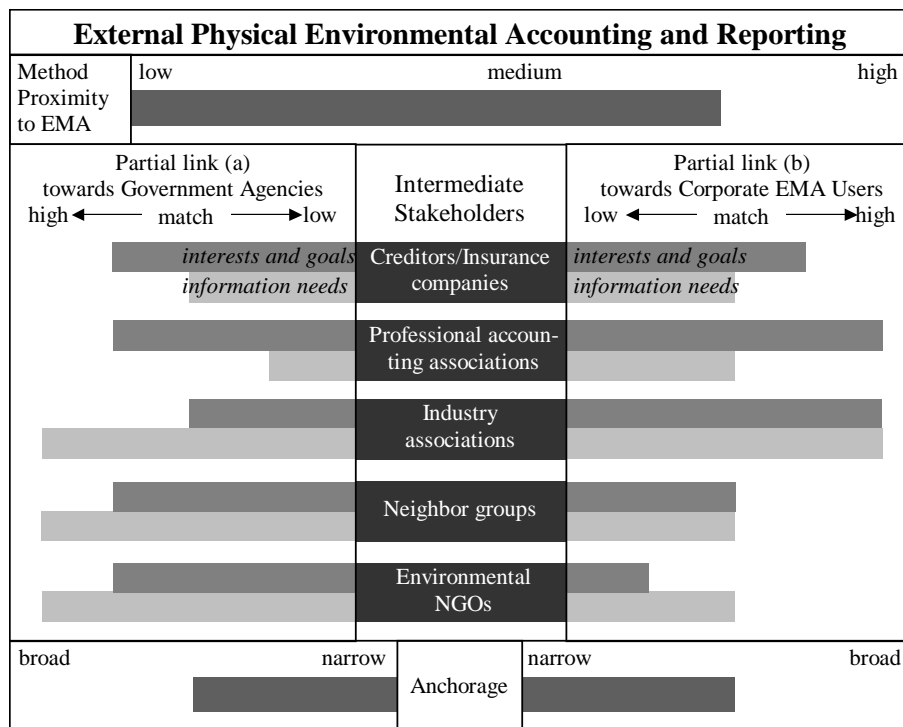 External Physical Environmental Accounting and Reporting
Method
Proximity
to EMA
low medium high
Partial link (a)
towards Government Agencies
high match low
Intermediate
Stakeholders
Partial link (b)
towards Corporate EMA Users
low match high
interests and goals
information needs
Creditors/Insurance
companies
interests and goals
information needs
Professional accoun-
ting associations
Industry
associations
Neighbor groups
Environmental
NGOs
broad narrow
Anchorage
narrow broad